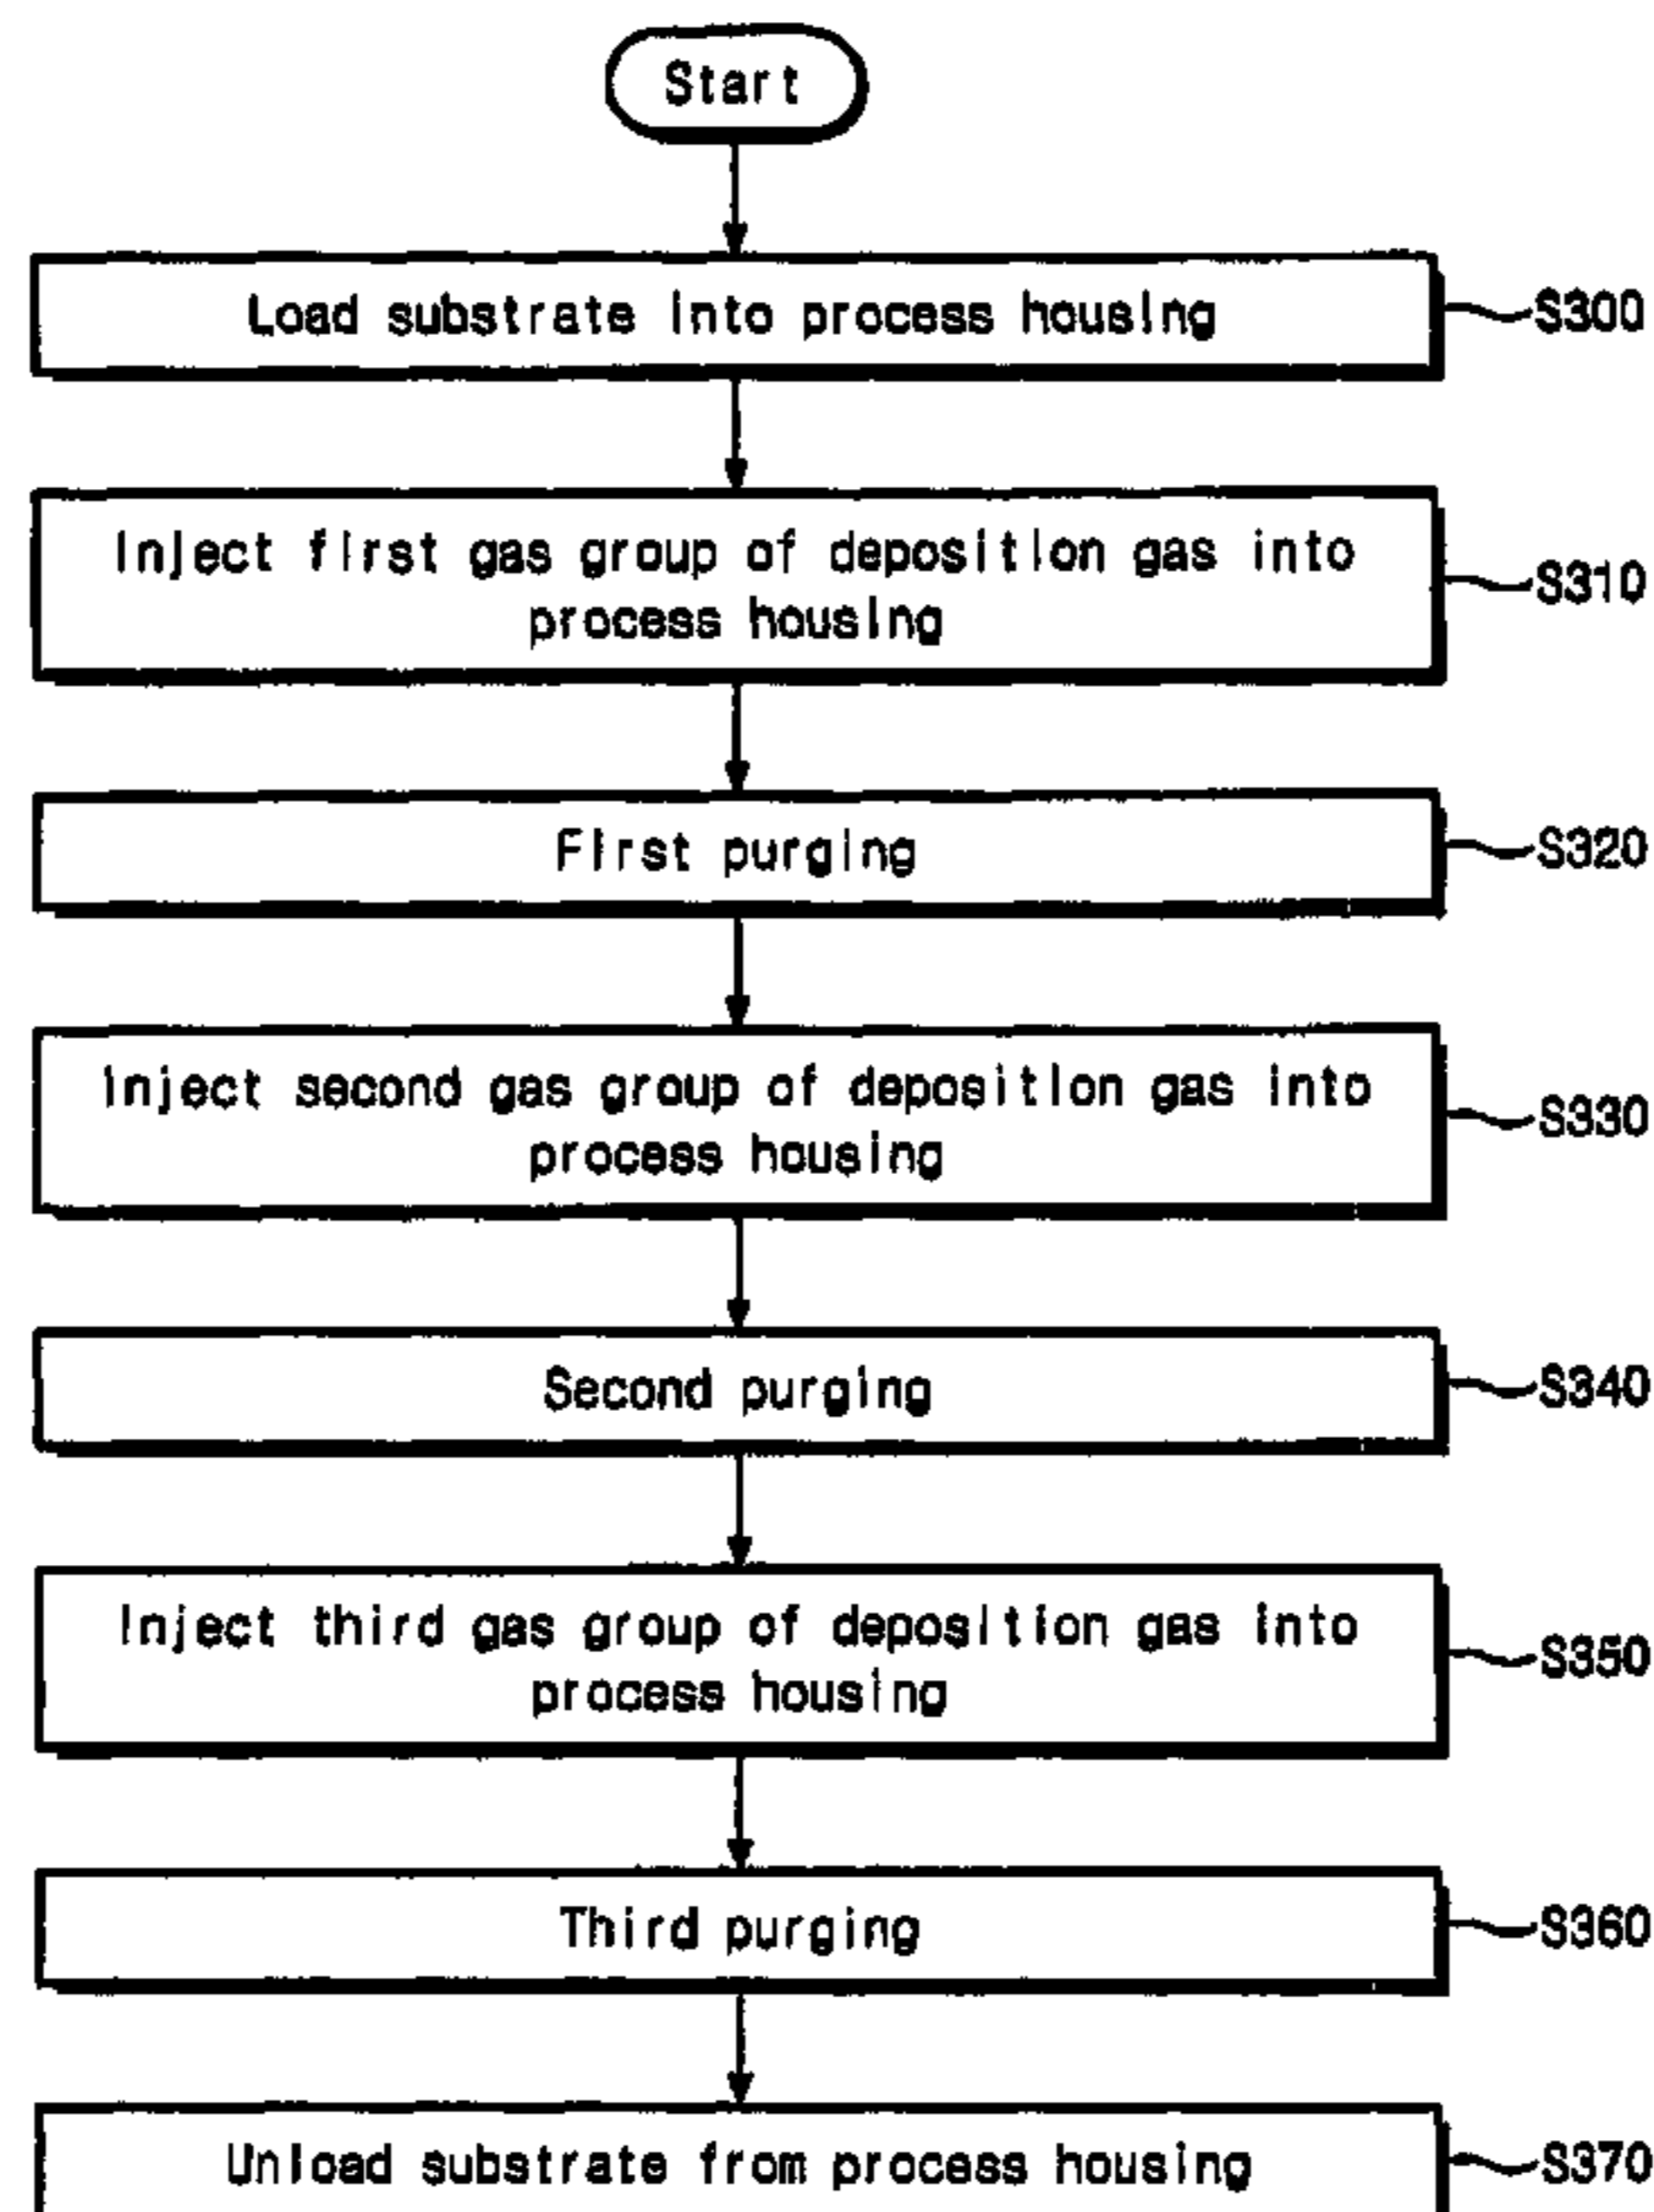 Start
Load substrate into process housing
S300
Inject first gas group of deposition gas into
process housing
S310
First purging
S320
Inject second gas group of deposition gas into
process housing
S330
Second purging
S340
Inject third gas group of deposition gas into
process housing
S350
Third purging
S360
Unload substrate from process housing
S370